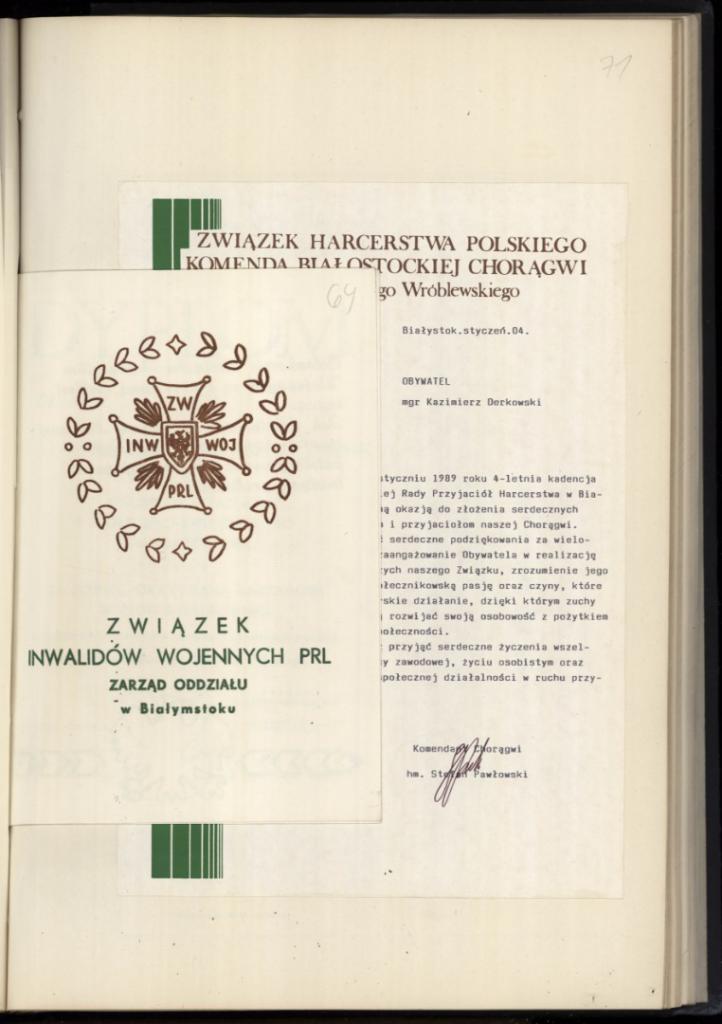 71
ZWIĄZEK HARCERSTWA POLSKIEGO
KOMENDA BIAŁOSTOCKIEJ CHORĄGWI
go Wróblewskiego
Białystok.styczeń.04.
OBYWATEL
mgr Kazimierz Derkowski
styczniu 1989 roku 4-letnia kadencja
ej Rady Przyjaciół Harcerstwa w Bia-
ą okazją do złożenia serdecznych
i przyjaciołom naszej Chorągwi.
serdeczne podziękowania za wielo-
zaangażowanie Obywatela w realizację
ych naszego Związku, zrozumienie jego
łecznikowską pasję oraz czyny, które
skie działanie, dzięki którym zuchy
rozwijać swoją osobowość z pożytkiem
ołeczności.
przyjąć serdeczne życzenia wszel-
y zawodowej, życiu osobistym oraz
społecznej działalności w ruchu przy-
Komendant Chorągwi
hm. Stefan Pawłowski
64
ZW
INW WOJ
PRL
ZWIĄZEK
INWALIDÓW WOJENNYCH PRL
ZARZĄD ODDZIAŁU
w Białymstoku